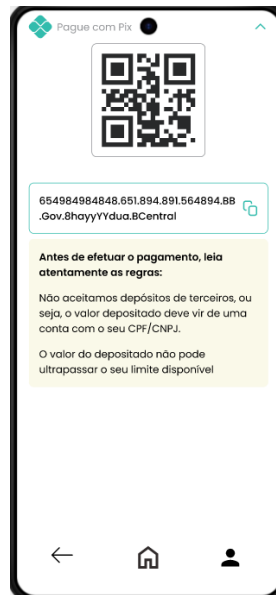 Pague com Pix
654984984848.651.894.891.564894.BB
.Gov.8hayyYYdua.BCentral
Antes de efetuar o pagamento, leia
atentamente as regras:
Não aceitamos depósitos de terceiros, ou
seja, o valor depositado deve vir de uma
conta com o seu CPF/CNPJ.
O valor do depositado não pode
ultrapassar o seu limite disponível